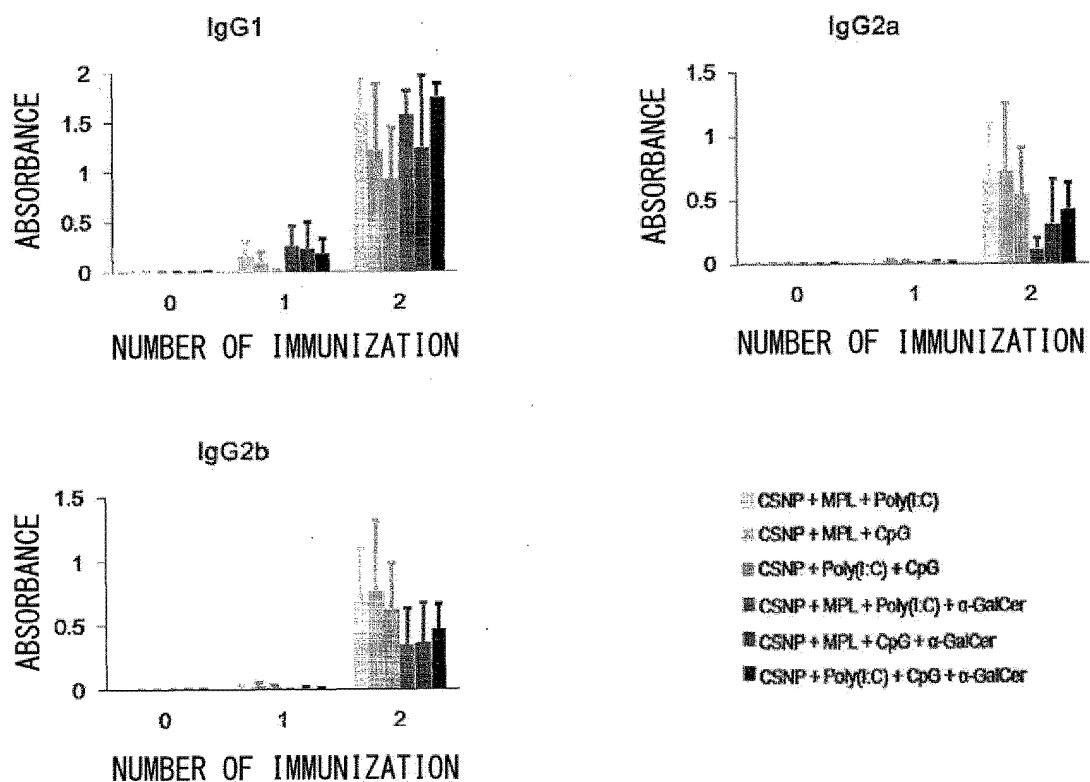 IgG1
ABSORBANCE
2
1.5
1
0.5
0
0 1 2
NUMBER OF IMMUNIZATION
IgG2a
ABSORBANCE
1.5
1
0.5
0
0 1 2
NUMBER OF IMMUNIZATION
IgG2b
ABSORBANCE
1.5
1
0.5
0
0 1 2
NUMBER OF IMMUNIZATION
CSNP + MPL + Poly(I:C)
CSNP + MPL + CpG
CSNP + Poly(I:C) + CpG
CSNP + MPL + Poly(I:C) + α-GalCer
CSNP + MPL + CpG + α-GalCer
CSNP + Poly(I:C) + CpG + α-GalCer